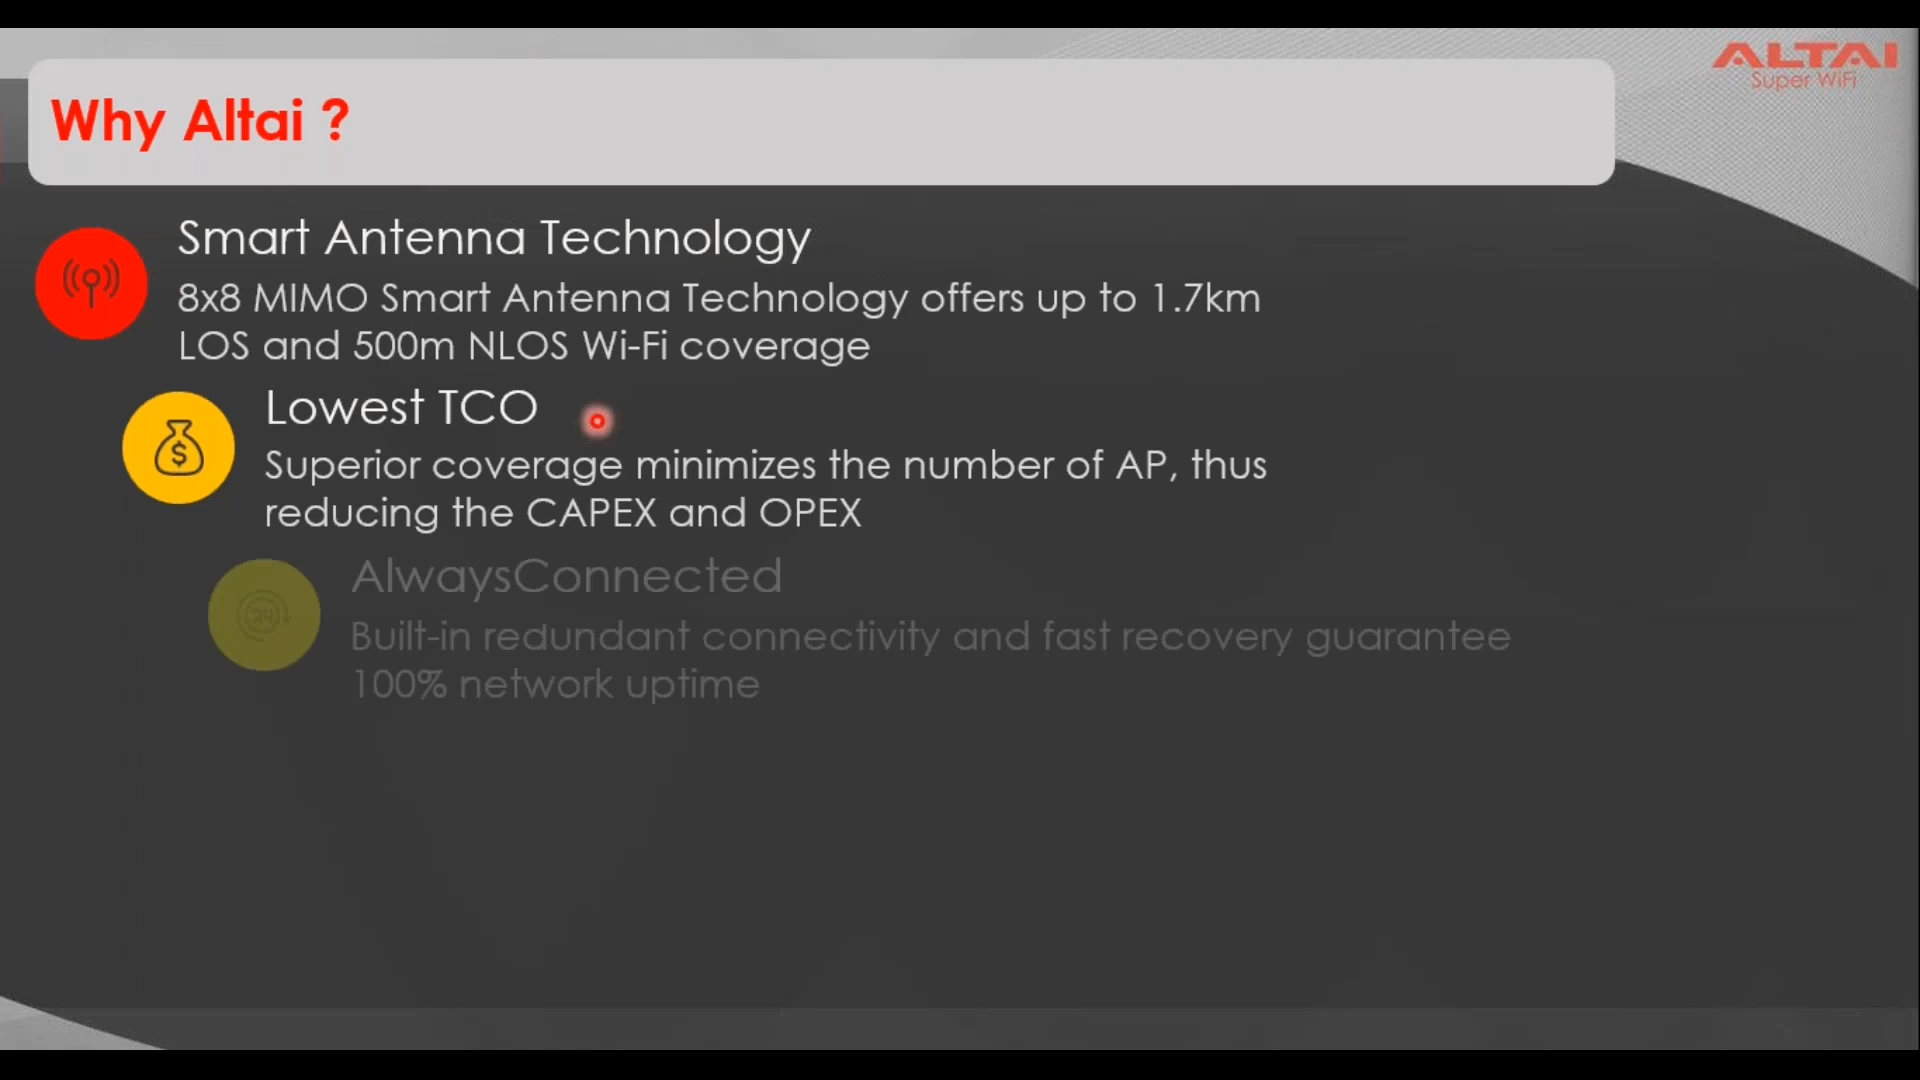 ALTAI
Super WiFi
Why Altai ?
Smart Antenna Technology
8x8 MIMO Smart Antenna Technology offers up to 1.7km
LOS and 500m NLOS Wi-Fi coverage
Lowest TCO
$
Superior coverage minimizes the number of AP, thus
reducing the CAPEX and OPEX
AlwaysConnected
24
Built-in redundant connectivity and fast recovery guarantee
100% network uptime